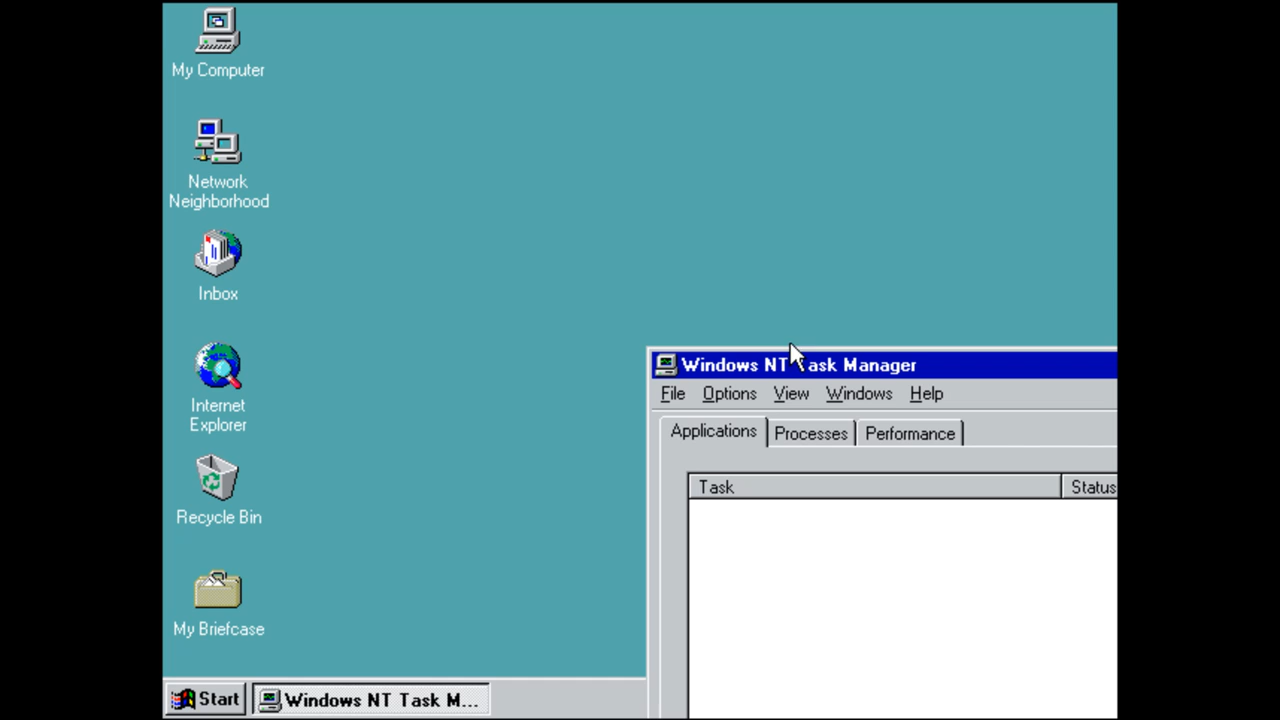 My Computer
Network
Neighborhood
Inbox
Internet
Explorer
Recycle Bin
My Briefcase
Windows NT Task Manager
File Options View Windows Help
Applications Processes Performance
Task Status
Start Windows NT Task M...